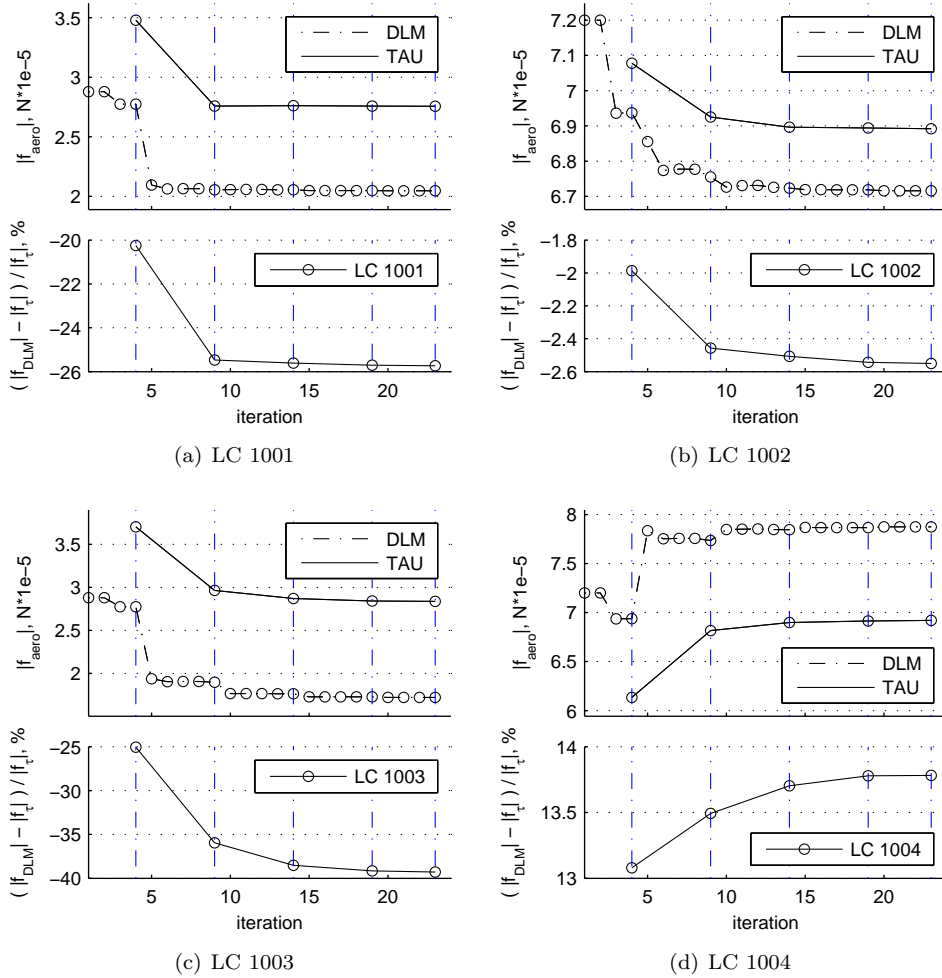 3.5
3
2.5
2
|f_aero|, N*1e−5
DLM
TAU
−20
−22
−24
−26
( |f_DLM| − |f_τ| ) / |f_τ|, %
LC 1001
5 10 15 20
iteration
(a) LC 1001
7.2
7.1
7
6.9
6.8
6.7
|f_aero|, N*1e−5
DLM
TAU
−1.8
−2
−2.2
−2.4
−2.6
( |f_DLM| − |f_τ| ) / |f_τ|, %
LC 1002
5 10 15 20
iteration
(b) LC 1002
3.5
3
2.5
2
|f_aero|, N*1e−5
DLM
TAU
−25
−30
−35
−40
( |f_DLM| − |f_τ| ) / |f_τ|, %
LC 1003
5 10 15 20
iteration
(c) LC 1003
8
7.5
7
6.5
6
|f_aero|, N*1e−5
DLM
TAU
14
13.5
13
( |f_DLM| − |f_τ| ) / |f_τ|, %
LC 1004
5 10 15 20
iteration
(d) LC 1004